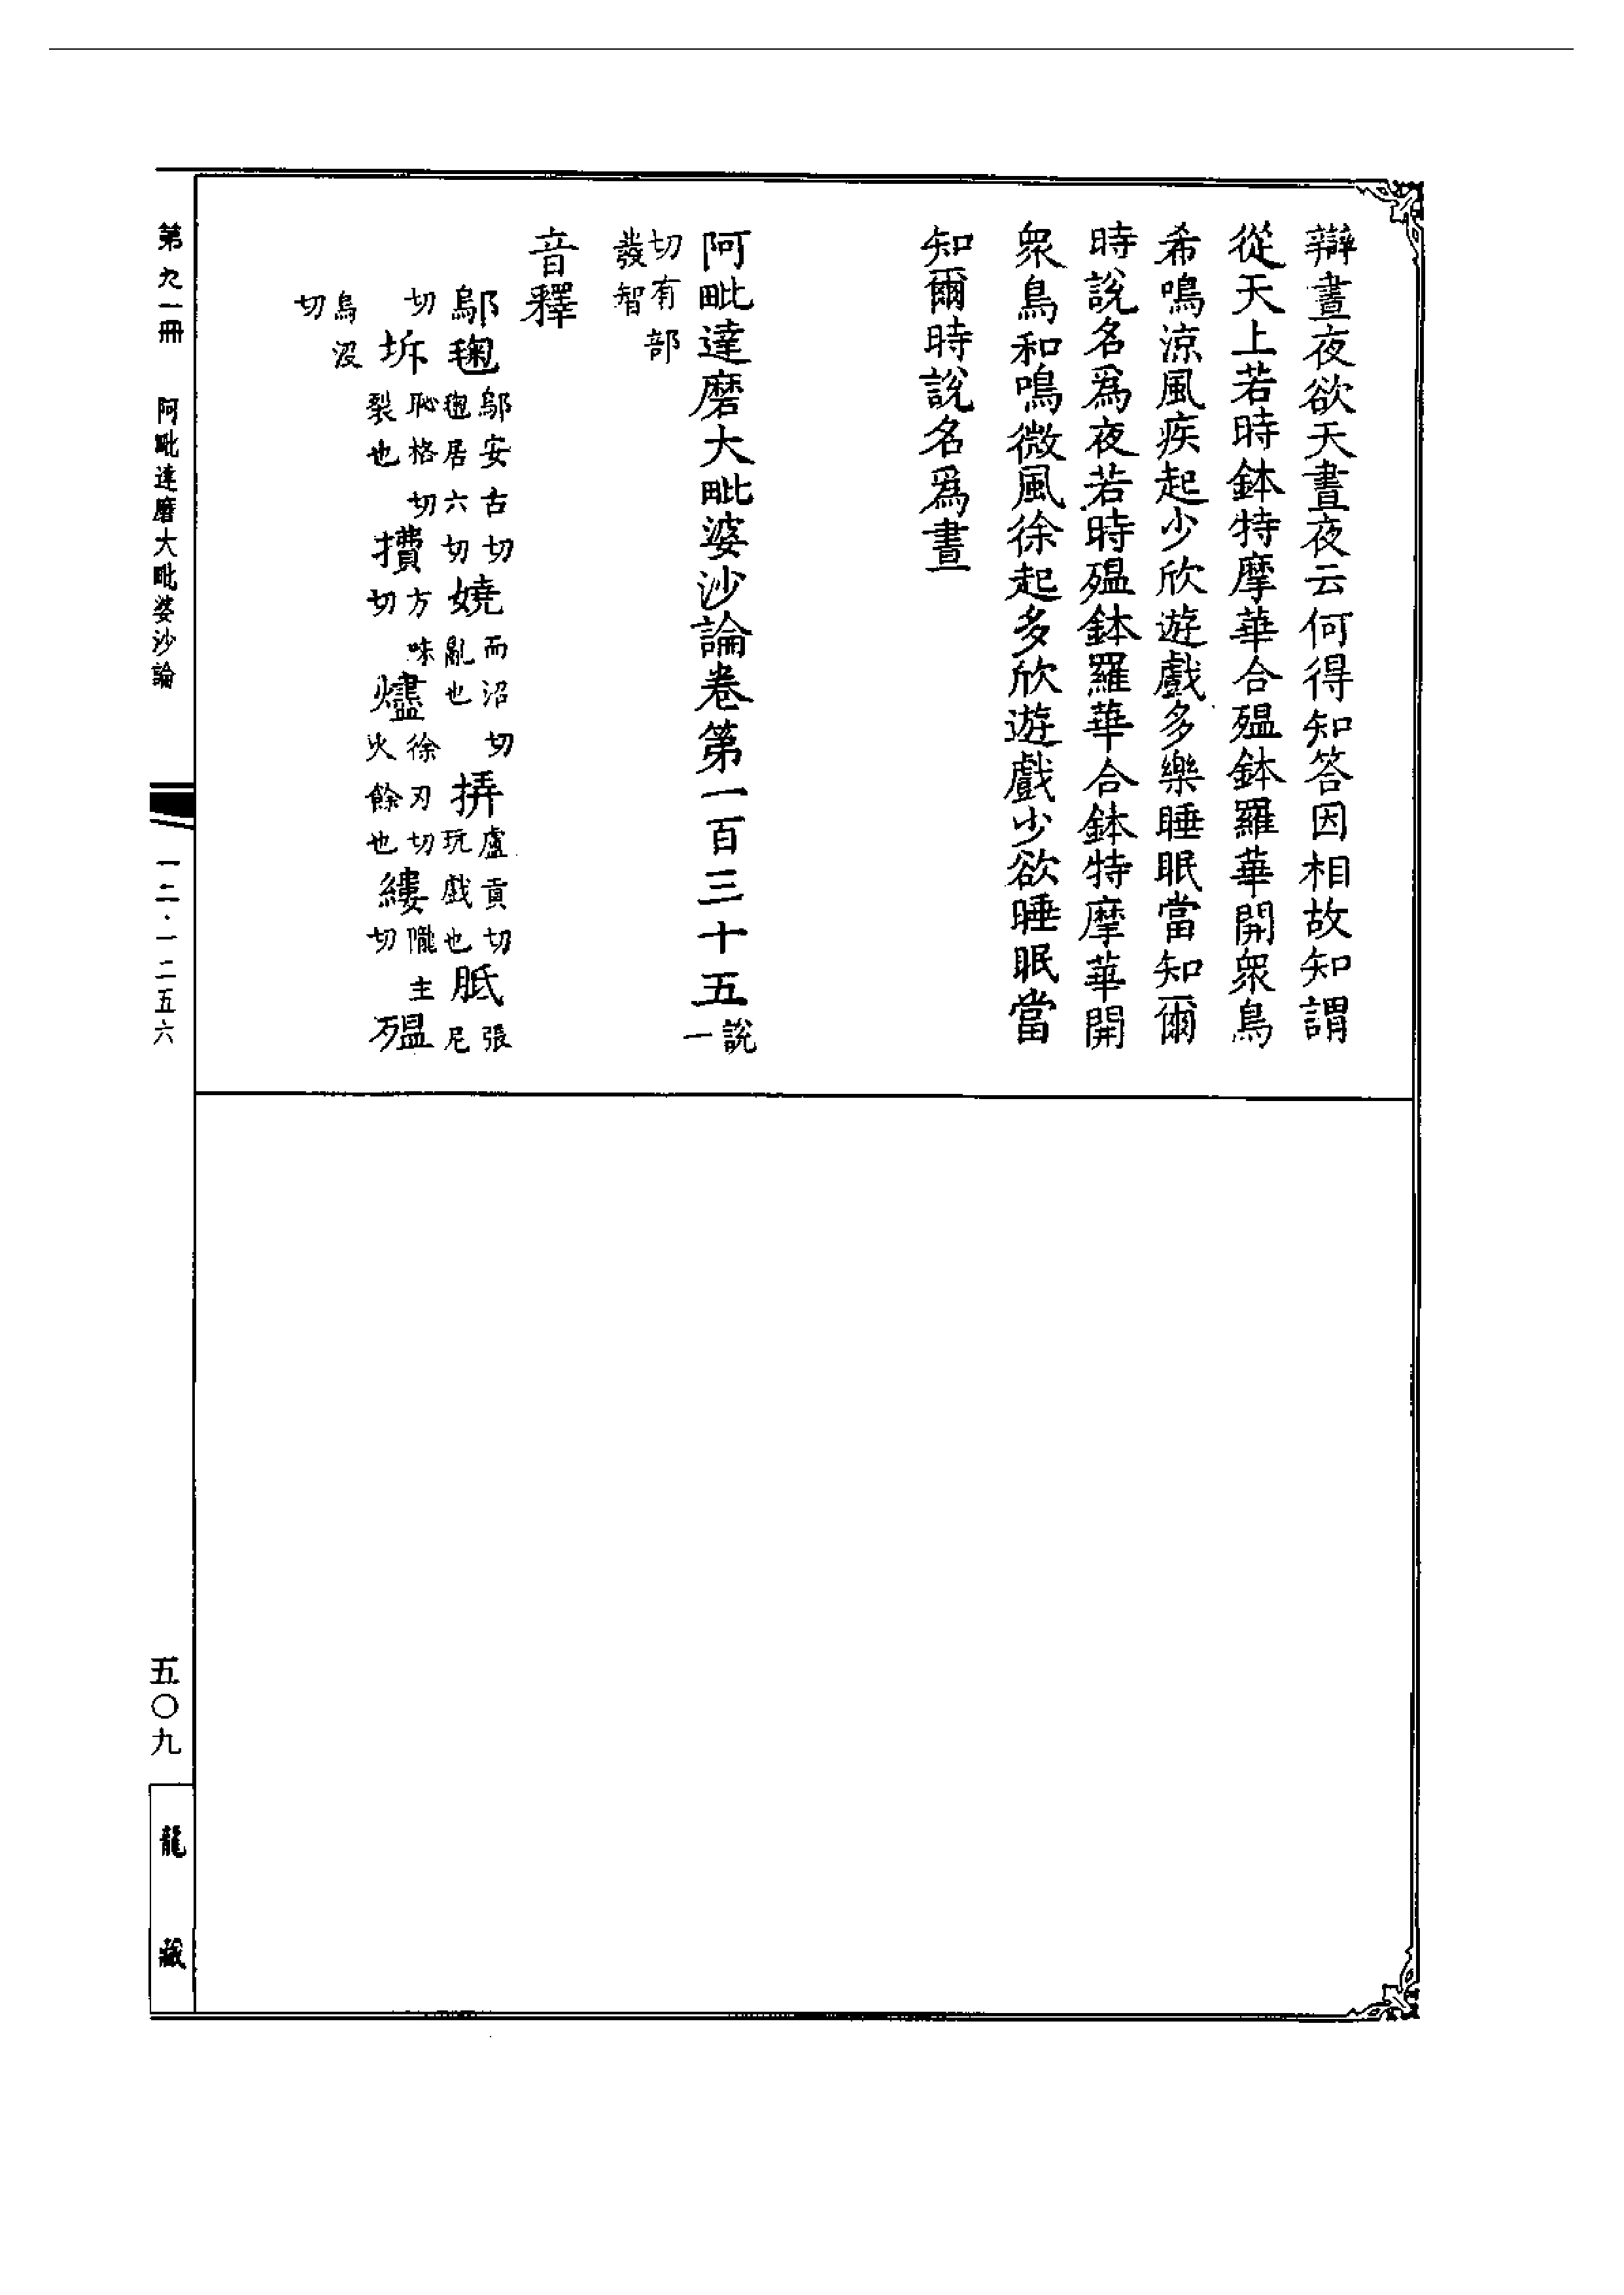 辯晝夜欲天晝夜云何得知答因相故知謂
從天上若時鉢特摩華合殟鉢羅華開衆鳥
希鳴涼風疾起少欣遊戲多樂睡眠當知爾
時說名爲夜若時殟鉢羅華合鉢特摩華開
衆鳥和鳴微風徐起多欣遊戲少欲睡眠當
知爾時說名爲晝
阿毗達磨大毗婆沙論卷第一百三十五說一
切有部
發智
音釋
鄔毱鄔安古切毱居六切嬈而沼切亂也挵盧貢切玩戲也胝張尼
切坼恥格切裂也擯方味切燼徐刃切火餘也縷隴主切殟
烏沒切
第九一冊 阿毗達磨大毗婆沙論 一二·一二五六 五〇九 龍藏